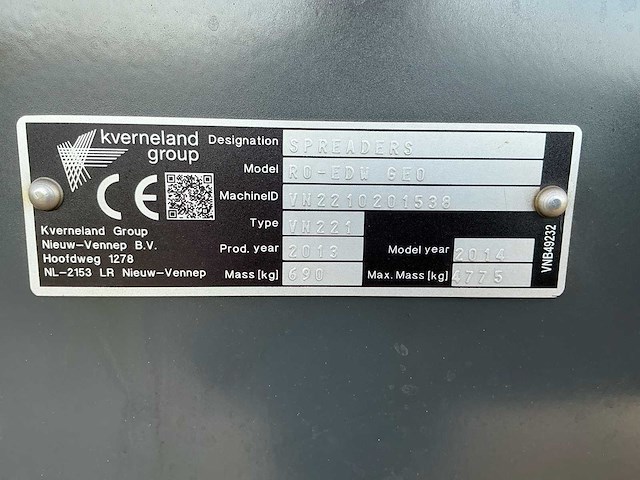 kverneland
group
CE
Kverneland Group
Nieuw-Vennep B.V.
Hoofdweg 1278
NL-2153 LR Nieuw-Vennep
Designation SPREADERS
Model RO-EDW GEO
MachineID VN2210201538
Type VN221
Prod. year 2013 Model year 2014
Mass [kg] 690 Max. Mass [kg] 4775
VNB49232